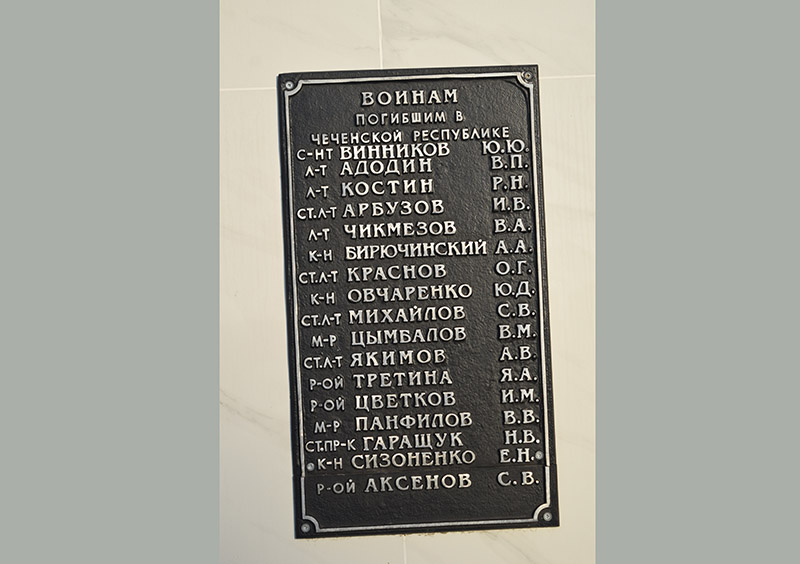 ВОИНАМ
ПОГИБШИМ В
ЧЕЧЕНСКОЙ РЕСПУБЛИКЕ
С-НТ ВИННИКОВ Ю.Ю.
Л-Т АДОДИН В.П.
Л-Т КОСТИН Р.Н.
СТ.Л-Т АРБУЗОВ И.В.
Л-Т ЧИКМЕЗОВ В.А.
К-Н БИРЮЧИНСКИЙ А.А.
СТ.Л-Т КРАСНОВ О.Г.
К-Н ОВЧАРЕНКО Ю.Д.
СТ.Л-Т МИХАЙЛОВ С.В.
М-Р ЦЫМБАЛОВ В.М.
СТ.Л-Т ЯКИМОВ А.В.
Р-ОЙ ТРЕТИНА Я.А.
Р-ОЙ ЦВЕТКОВ И.М.
М-Р ПАНФИЛОВ В.В.
СТ.ПР-К ГАРАЩУК Н.В.
К-Н СИЗОНЕНКО Е.Н.
Р-ОЙ АКСЕНОВ С.В.